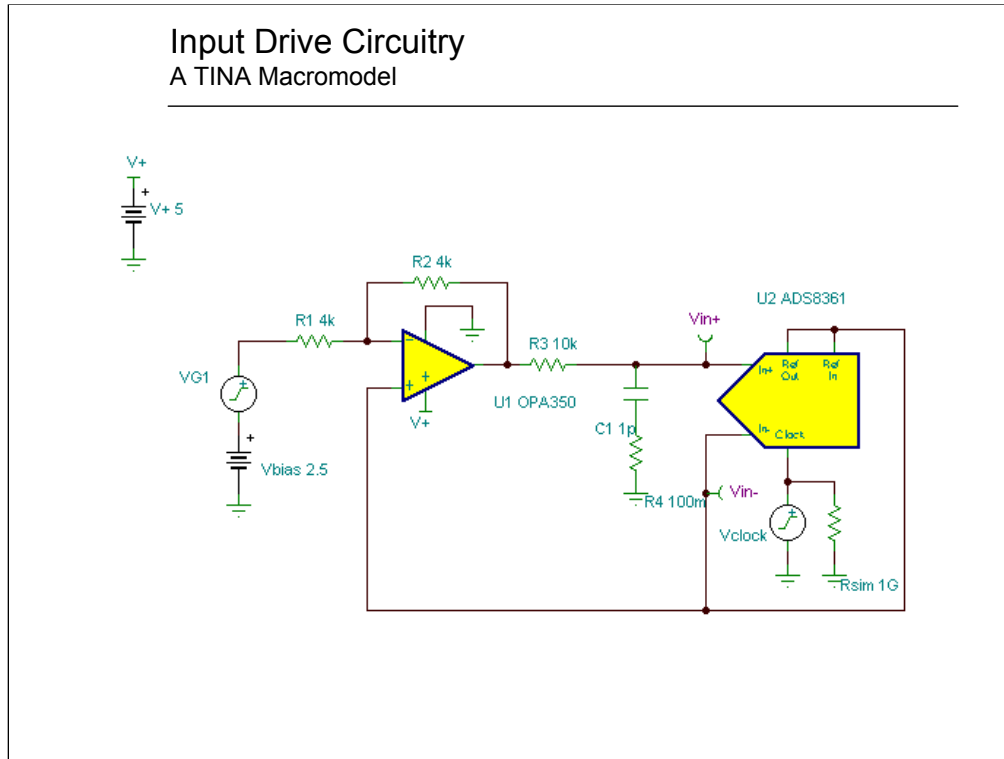 Input Drive Circuitry
A TINA Macromodel
V+
+
V+ 5
R2 4k
U2 ADS8361
R1 4k
Vin+
R3 10k
VG1
+
−
+
+
U1 OPA350
V+
In+
Ref
Out
Ref
In
In-
Clock
C1 1p
+
Vbias 2.5
R4 100m
Vin-
+
Vclock
Rsim 1G